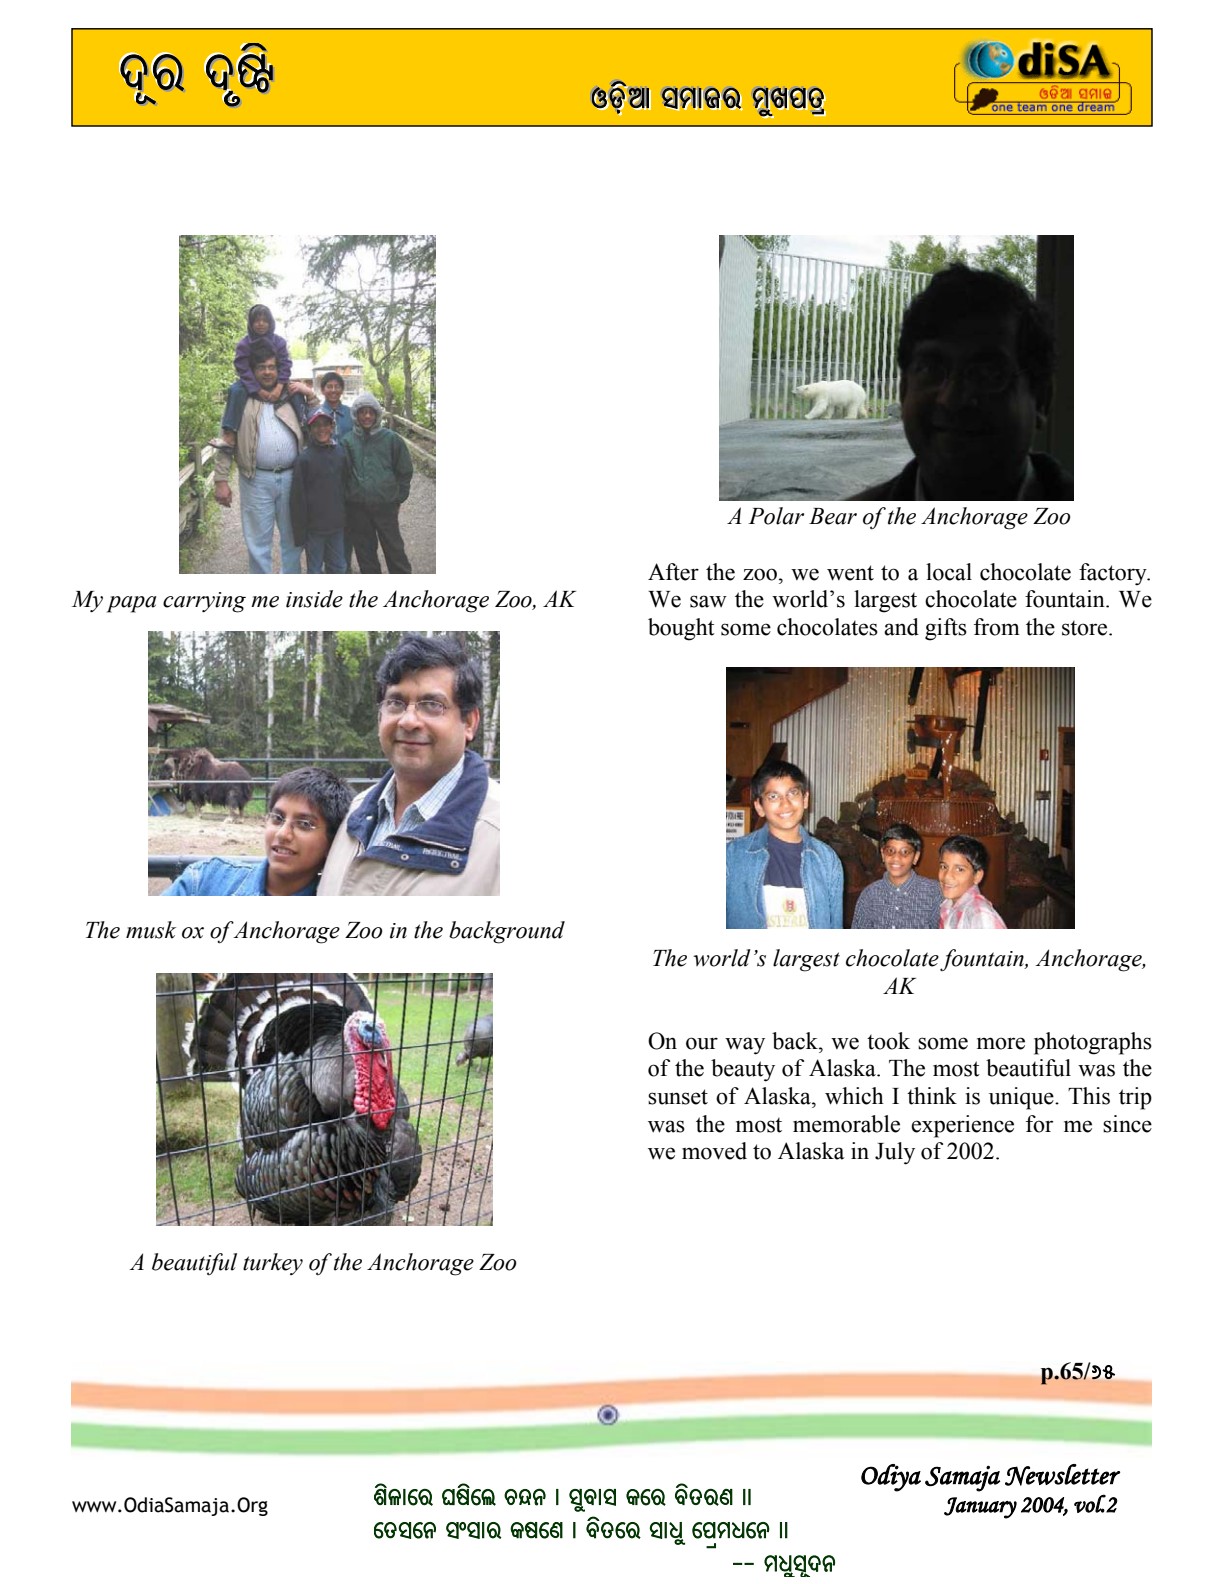 ଦୂର ଦୃଷ୍ଟି
ଓଡ଼ିଆ ସମାଜର ମୁଖପତ୍ର
OdiSA
ଓଡିଆ ସମାଜ
one team one dream
My papa carrying me inside the Anchorage Zoo, AK
The musk ox of Anchorage Zoo in the background
A beautiful turkey of the Anchorage Zoo
A Polar Bear of the Anchorage Zoo
After the zoo, we went to a local chocolate factory.
We saw the world’s largest chocolate fountain. We
bought some chocolates and gifts from the store.
The world’s largest chocolate fountain, Anchorage,
AK
On our way back, we took some more photographs
of the beauty of Alaska. The most beautiful was the
sunset of Alaska, which I think is unique. This trip
was the most memorable experience for me since
we moved to Alaska in July of 2002.
p.65/୬୫
www.OdiaSamaja.Org
ଶିଳାରେ ଘଷିଲେ ଚନ୍ଦନ । ସୁବାସ କରେ ବିତରଣ ॥
ତେସନେ ସଂସାର କଷଣେ । ବିତରେ ସାଧୁ ପ୍ରେମଧନେ ॥
-- ମଧୁସୂଦନ
Odiya Samaja Newsletter
January 2004, vol.2